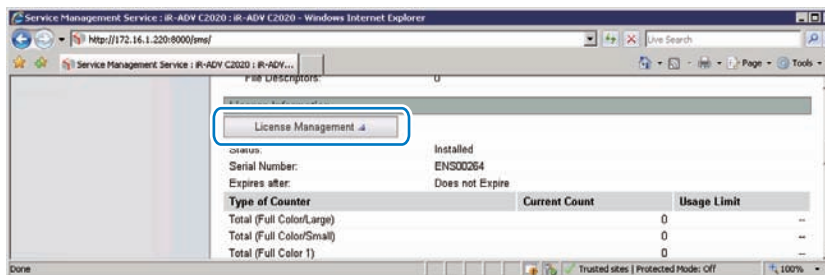 Service Management Service : iR-ADV C2020 : iR-ADV C2020 - Windows Internet Explorer
http://172.16.1.220:8000/sms/
Live Search
Service Management Service : iR-ADV C2020 : iR-ADV...
Page Tools
File Descriptors: 0
License Information
License Management
Status: Installed
Serial Number: ENS00264
Expires after: Does not Expire
Type of Counter Current Count Usage Limit
Total (Full Color/Large) 0 --
Total (Full Color/Small) 0 --
Total (Full Color 1) 0 --
Done Trusted sites | Protected Mode: Off 100%